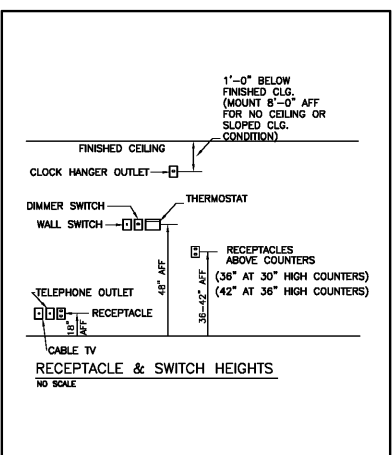 1'-0" BELOW
FINISHED CLG.
(MOUNT 8'-0" AFF
FOR NO CEILING OR
SLOPED CLG.
CONDITION)
FINISHED CEILING
CLOCK HANGER OUTLET
THERMOSTAT
DIMMER SWITCH
WALL SWITCH
48" AFF
36-42" AFF
RECEPTACLES
ABOVE COUNTERS
(36" AT 30" HIGH COUNTERS)
(42" AT 36" HIGH COUNTERS)
TELEPHONE OUTLET
RECEPTACLE
18"
AFF
CABLE TV
RECEPTACLE & SWITCH HEIGHTS
NO SCALE